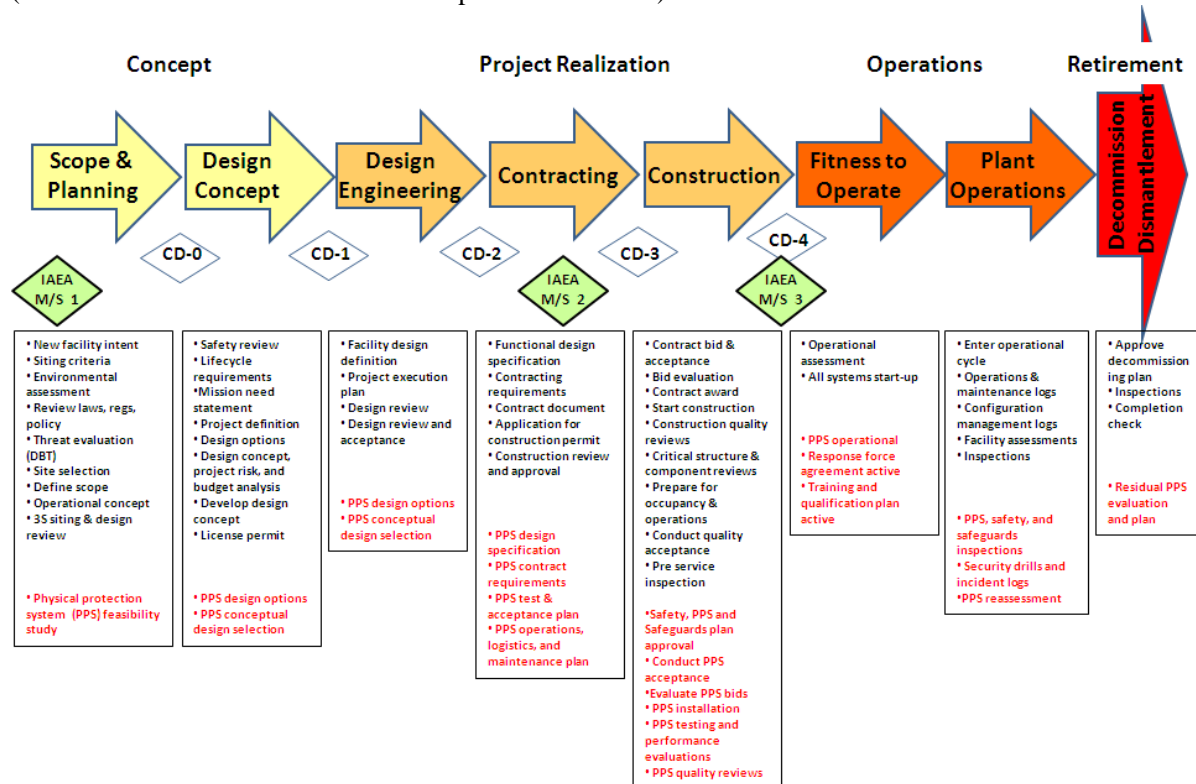 Concept
Project Realization
Operations
Retirement
Scope &
Planning
Design
Concept
Design
Engineering
Contracting
Construction
Fitness to
Operate
Plant
Operations
Decommission
Dismantlement
CD-0
CD-1
CD-2
CD-3
CD-4
IAEA
M/S 1
IAEA
M/S 2
IAEA
M/S 3
• New facility intent
• Siting criteria
• Environmental
assessment
• Review laws, regs,
policy
• Threat evaluation
(DBT)
• Site selection
• Define scope
• Operational concept
• 3S siting & design
review
• Physical protection
system (PPS) feasibility
study
• Safety review
• Lifecycle
requirements
•Mission need
statement
• Project definition
• Design options
• Design concept,
project risk, and
budget analysis
• Develop design
concept
• License permit
• PPS design options
• PPS conceptual
design selection
• Facility design
definition
• Project execution
plan
• Design review
• Design review and
acceptance
• PPS design options
• PPS conceptual
design selection
• Functional design
specification
• Contracting
requirements
• Contract document
• Application for
construction permit
• Construction review
and approval
• PPS design
specification
• PPS contract
requirements
• PPS test &
acceptance plan
• PPS operations,
logistics, and
maintenance plan
• Contract bid &
acceptance
• Bid evaluation
• Contract award
• Start construction
• Construction quality
reviews
• Critical structure &
component reviews
• Prepare for
occupancy &
operations
• Conduct quality
acceptance
• Pre service
inspection
•Safety, PPS and
Safeguards plan
approval
• Conduct PPS
acceptance
•Evaluate PPS bids
• PPS installation
• PPS testing and
performance
evaluations
• PPS quality reviews
• Operational
assessment
• All systems start-up
• PPS operational
• Response force
agreement active
• Training and
qualification plan
active
• Enter operational
cycle
• Operations &
maintenance logs
• Configuration
management logs
• Facility assessments
• Inspections
• PPS, safety, and
safeguards
inspections
• Security drills and
incident logs
•PPS reassessment
• Approve
decommission
ing plan
• Inspections
• Completion
check
• Residual PPS
evaluation
and plan